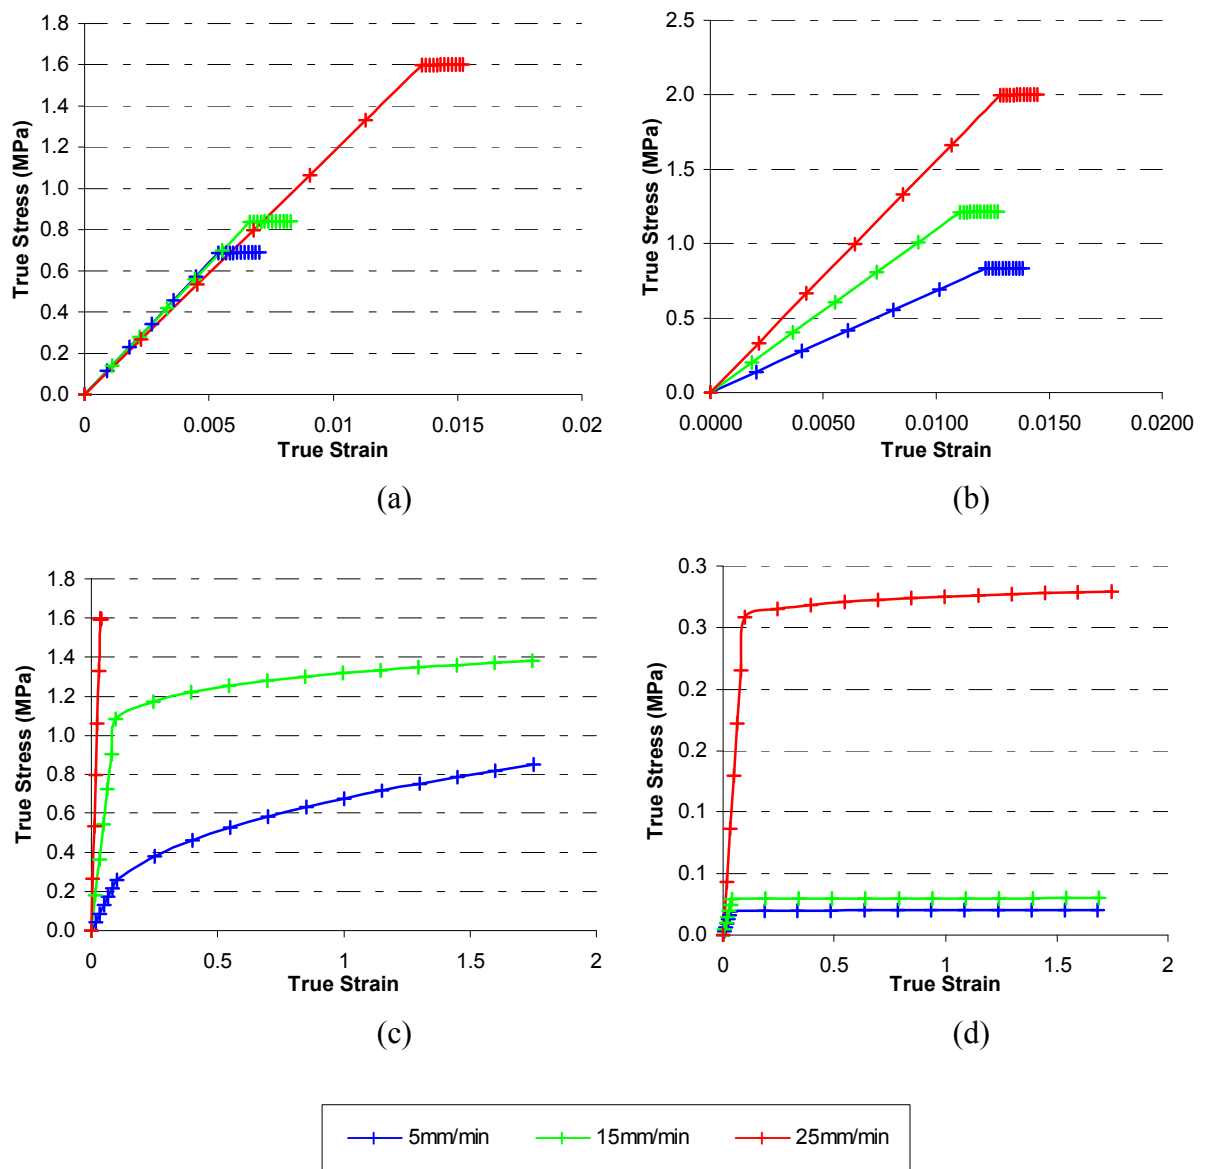 1.8
1.6
1.4
1.2
1.0
0.8
0.6
0.4
0.2
0.0
True Stress (MPa)
0 0.005 0.01 0.015 0.02
True Strain
(a)
2.5
2.0
1.5
1.0
0.5
0.0
True Stress (MPa)
0.0000 0.0050 0.0100 0.0150 0.0200
True Strain
(b)
1.8
1.6
1.4
1.2
1.0
0.8
0.6
0.4
0.2
0.0
True Stress (MPa)
0 0.5 1 1.5 2
True Strain
(c)
0.3
0.3
0.2
0.2
0.1
0.1
0.0
True Stress (MPa)
0 0.5 1 1.5 2
True Strain
(d)
5mm/min 15mm/min 25mm/min